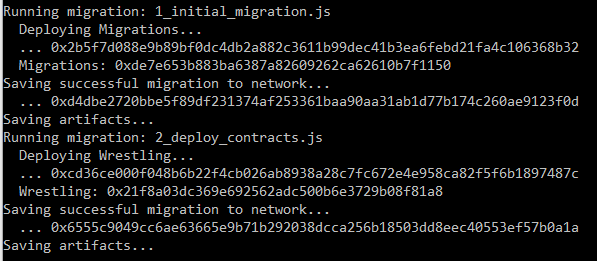 Running migration: 1_initial_migration.js
  Deploying Migrations...
  ... 0x2b5f7d088e9b89bf0dc4db2a882c3611b99dec41b3ea6febd21fa4c106368b32
  Migrations: 0xde7e653b883ba6387a82609262ca62610b7f1150
Saving successful migration to network...
  ... 0xd4dbe2720bbe5f89df231374af253361baa90aa31ab1d77b174c260ae9123f0d
Saving artifacts...
Running migration: 2_deploy_contracts.js
  Deploying Wrestling...
  ... 0xcd36ce000f048b6b22f4cb026ab8938a28c7fc672e4e958ca82f5f6b1897487c
  Wrestling: 0x21f8a03dc369e692562adc500b6e3729b08f81a8
Saving successful migration to network...
  ... 0x6555c9049cc6ae63665e9b71b292038dcca256b18503dd8eec40553ef57b0a1a
Saving artifacts...